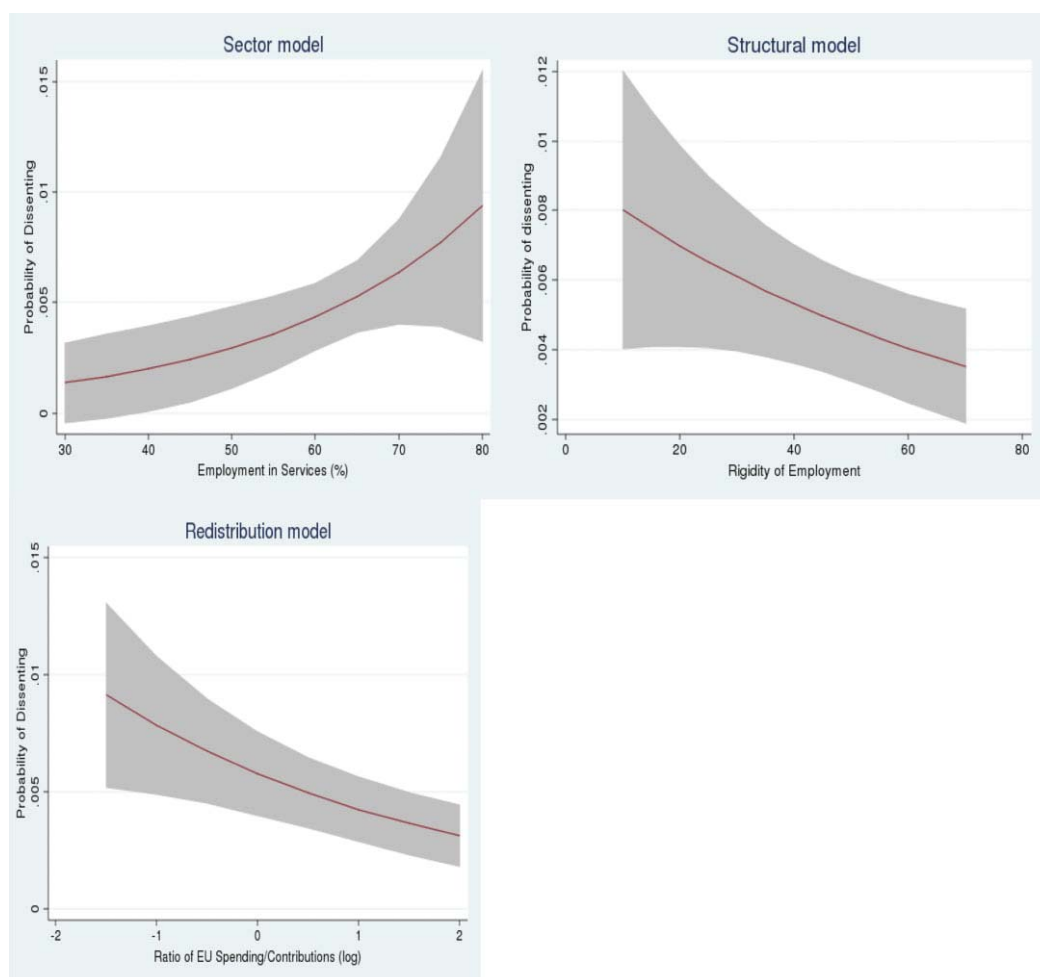 Sector model
Probability of Dissenting
.015
.01
.005
0
30 40 50 60 70 80
Employment in Services (%)
Structural model
Probability of dissenting
.012
.01
.008
.006
.004
.002
0 20 40 60 80
Rigidity of Employment
Redistribution model
Probability of Dissenting
.015
.01
.005
0
-2 -1 0 1 2
Ratio of EU Spending/Contributions (log)